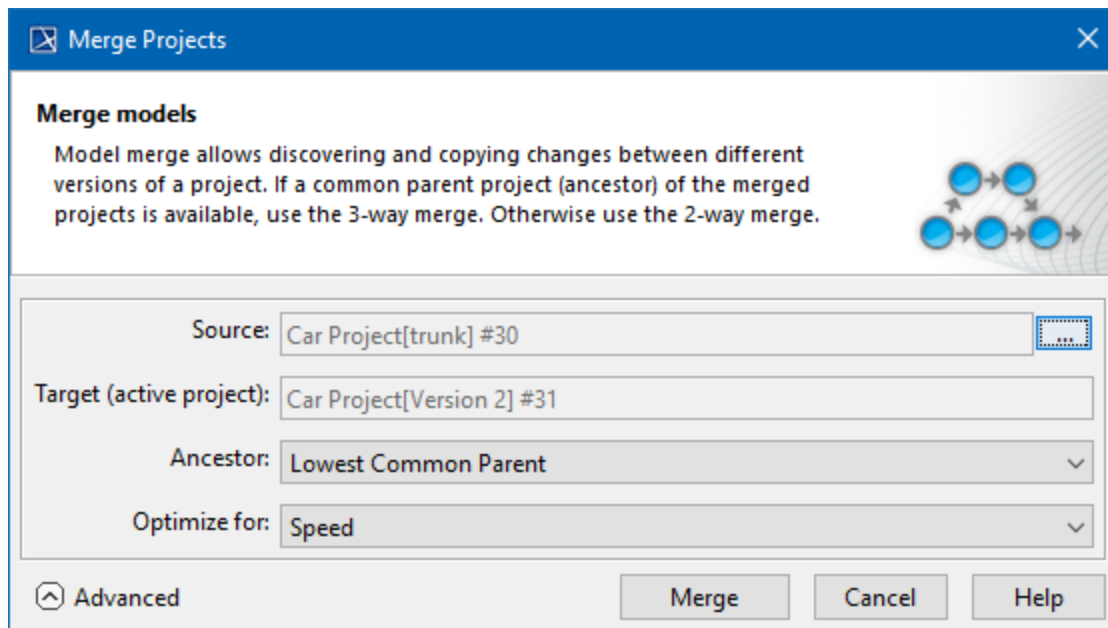 Merge Projects
Merge models
Model merge allows discovering and copying changes between different
versions of a project. If a common parent project (ancestor) of the merged
projects is available, use the 3-way merge. Otherwise use the 2-way merge.
Source: Car Project[trunk] #30 ...
Target (active project): Car Project[Version 2] #31
Ancestor: Lowest Common Parent
Optimize for: Speed
Advanced Merge Cancel Help